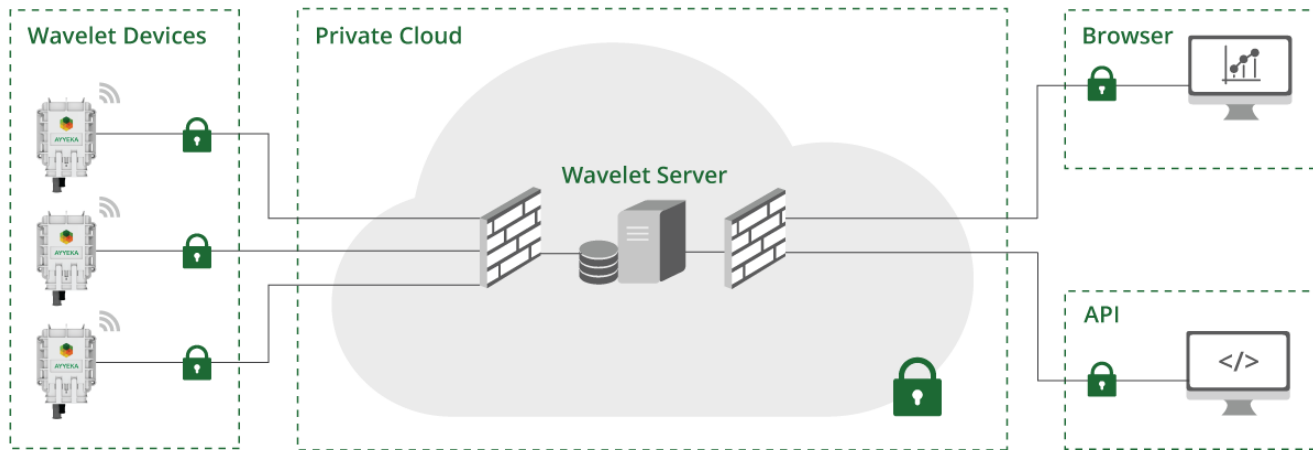 Wavelet Devices
Private Cloud
Browser
Wavelet Server
AYYEKA
AYYEKA
AYYEKA
API
</>